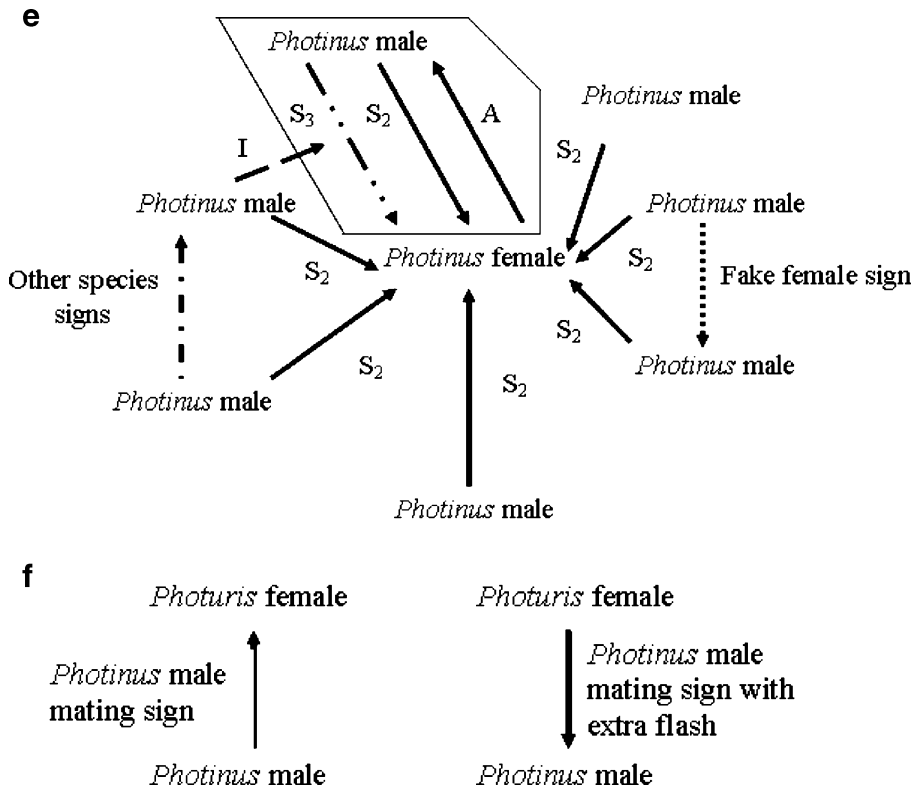 e
Photinus male
Photinus male
S3
S2
A
S2
I
Photinus male
Photinus male
Photinus female
Other species
signs
S2
S2
Fake female sign
S2
Photinus male
S2
S2
Photinus male
Photinus male
f
Photuris female
Photuris female
Photinus male
mating sign
Photinus male
mating sign with
extra flash
Photinus male
Photinus male